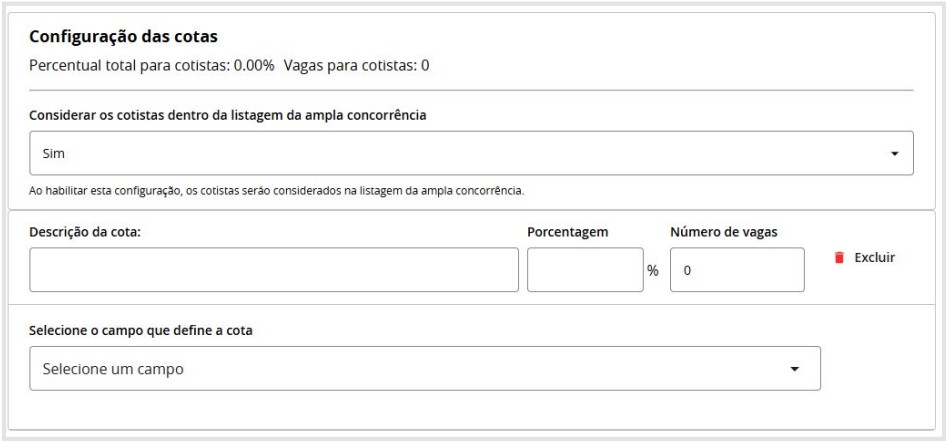 Configuração das cotas
Percentual total para cotistas: 0.00% Vagas para cotistas: 0
Considerar os cotistas dentro da listagem da ampla concorrência
Sim
Ao habilitar esta configuração, os cotistas serão considerados na listagem da ampla concorrência.
Descrição da cota: Porcentagem Número de vagas
% 0 Excluir
Selecione o campo que define a cota
Selecione um campo